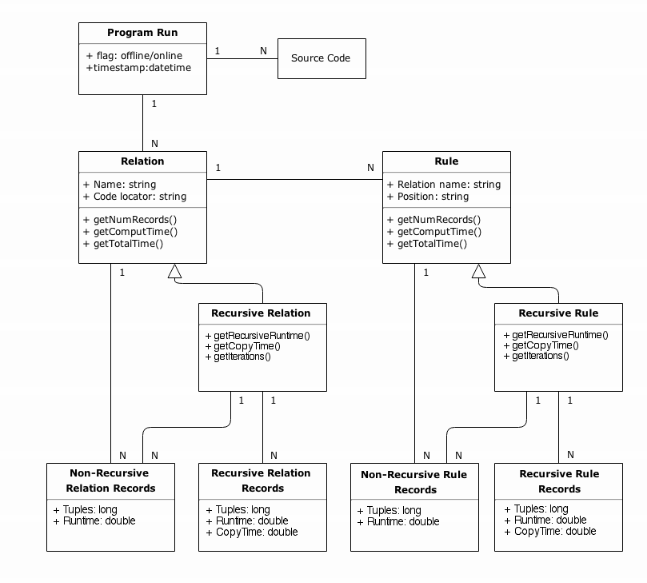 Program Run
+ flag: offline/online
+timestamp:datetime
1
N
Source Code
1
N
Relation
+ Name: string
+ Code locator: string
+ getNumRecords()
+ getComputTime()
+ getTotalTime()
1
N
Rule
+ Relation name: string
+ Position: string
+ getNumRecords()
+ getComputTime()
+ getTotalTime()
1
1
Recursive Relation
+ getRecursiveRuntime()
+ getCopyTime()
+ getIterations()
Recursive Rule
+ getRecursiveRuntime()
+ getCopyTime()
+ getIterations()
1
1
1
1
N
N
N
N
N
N
Non-Recursive
Relation Records
+ Tuples: long
+ Runtime: double
Recursive Relation
Records
+ Tuples: long
+ Runtime: double
+ CopyTime: double
Non-Recursive Rule
Records
+ Tuples: long
+ Runtime: double
Recursive Rule
Records
+ Tuples: long
+ Runtime: double
+ CopyTime: double